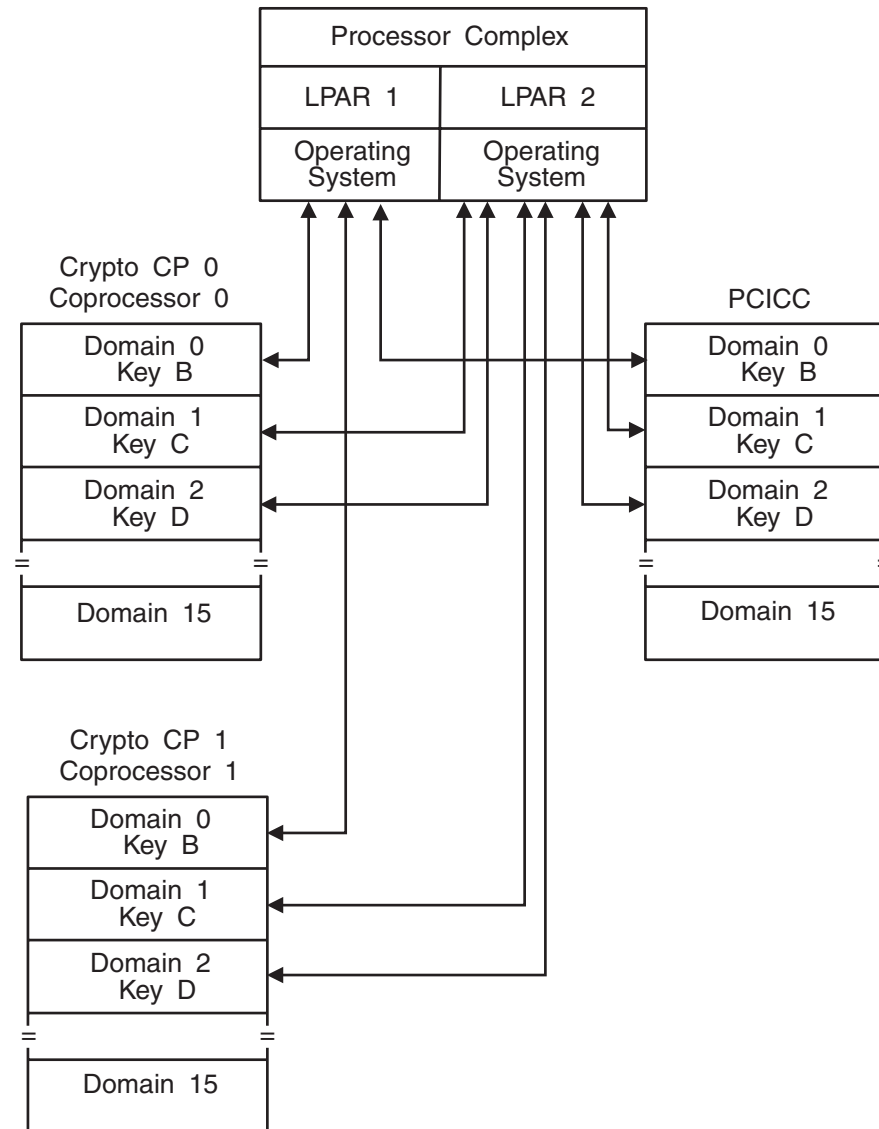 Processor Complex
LPAR 1
LPAR 2
Operating
System
Operating
System
Crypto CP 0
Coprocessor 0
Domain 0
Key B
Domain 1
Key C
Domain 2
Key D
=
=
Domain 15
PCICC
Domain 0
Key B
Domain 1
Key C
Domain 2
Key D
=
Domain 15
Crypto CP 1
Coprocessor 1
Domain 0
Key B
Domain 1
Key C
Domain 2
Key D
=
=
Domain 15